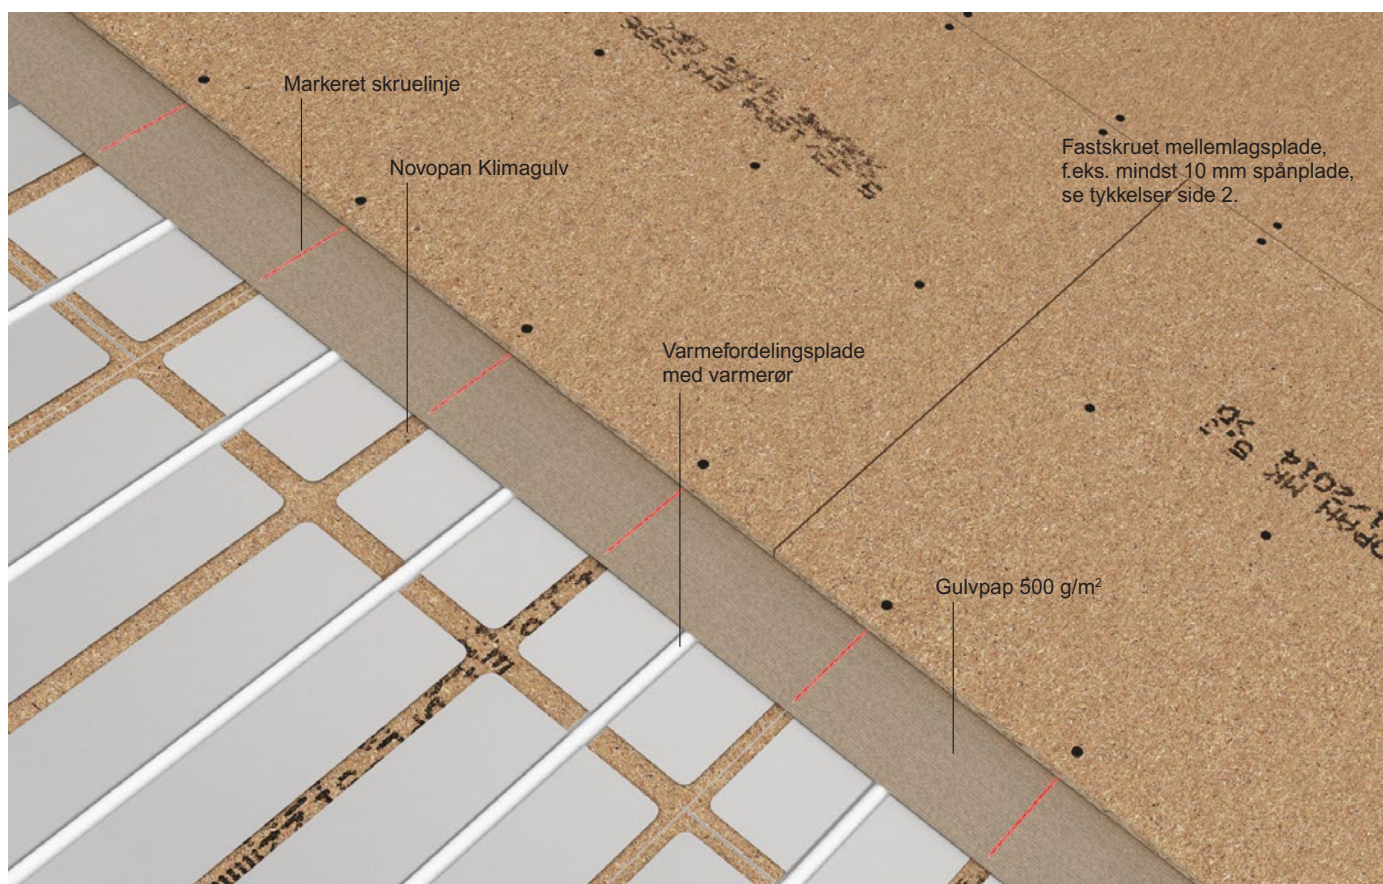 Markeret skruelinje
Novopan Klimagulv
Fastskruet mellemlagsplade,
f.eks. mindst 10 mm spånplade,
se tykkelser side 2.
Varmefordelingsplade
med varmerør
Gulvpap 500 g/m²